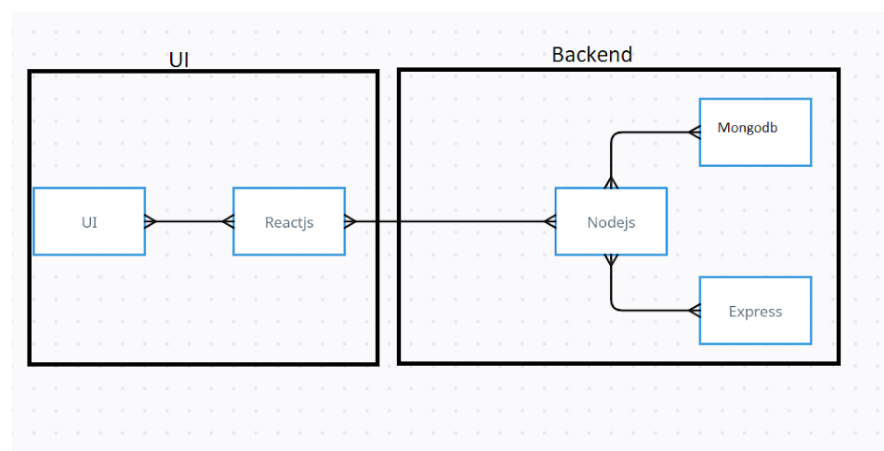 UI
Backend
Mongodb
UI
Reactjs
Nodejs
Express